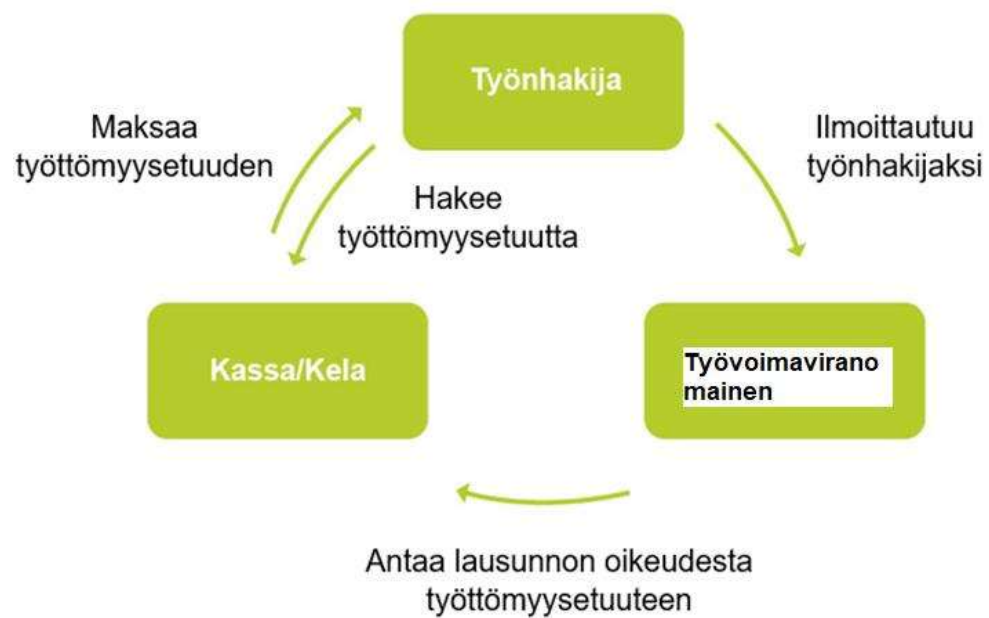 Työnhakija
Maksaa
työttömyysetuuden
Ilmoittautuu
työnhakijaksi
Hakee
työttömyysetuutta
Kassa/Kela
Työvoimavirano
mainen
Antaa lausunnon oikeudesta
työttömyysetuuteen